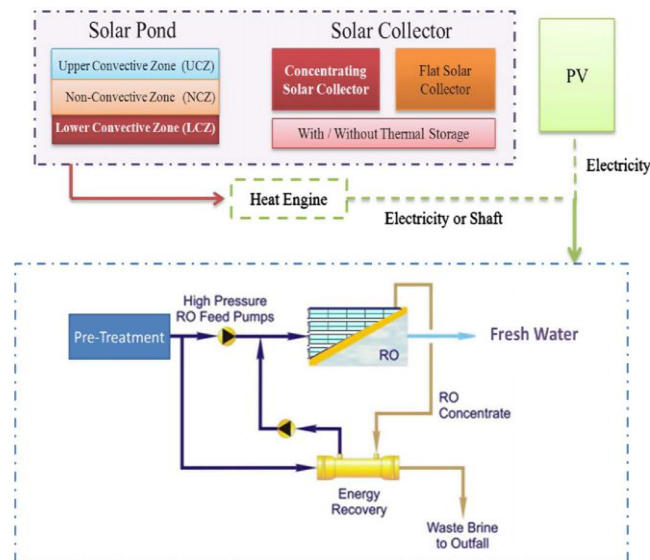 Solar Pond
Upper Convective Zone (UCZ)
Non-Convective Zone (NCZ)
Lower Convective Zone (LCZ)
Solar Collector
Concentrating
Solar Collector
Flat Solar
Collector
With / Without Thermal Storage
PV
Electricity
Heat Engine
Electricity or Shaft
High Pressure
RO Feed Pumps
Pre-Treatment
RO
Fresh Water
RO
Concentrate
Energy
Recovery
Waste Brine
to Outfall